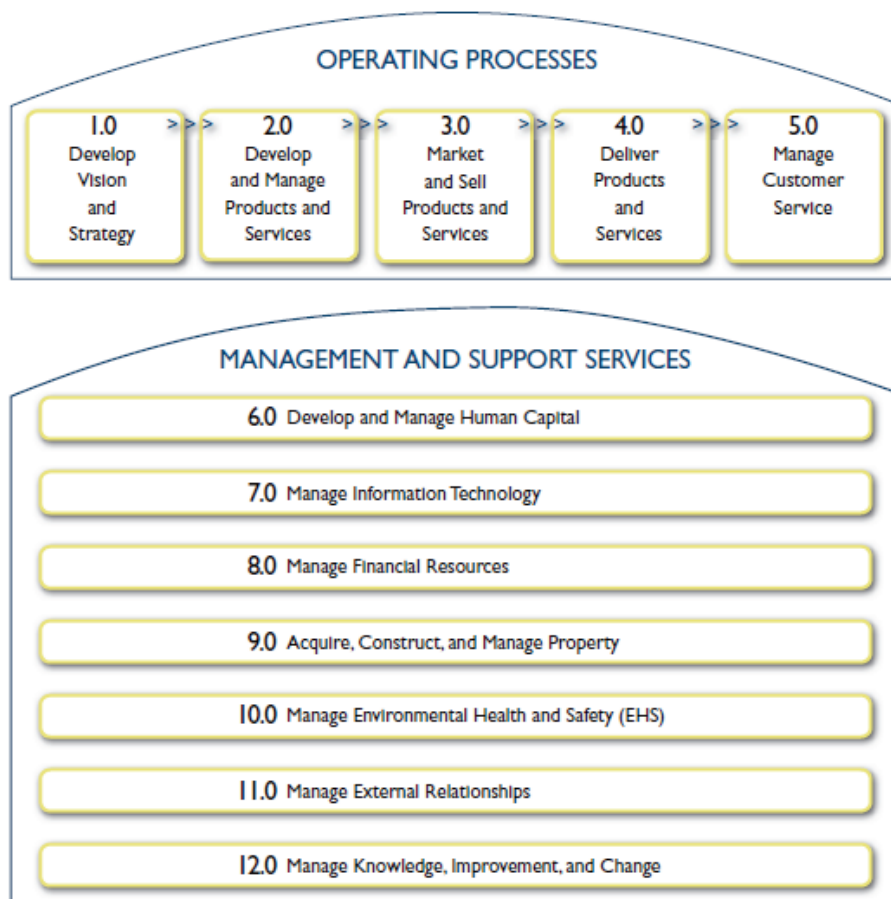 OPERATING PROCESSES
1.0 >>> 2.0 >>> 3.0 >>> 4.0 >>> 5.0
Develop Vision and Strategy
Develop and Manage Products and Services
Market and Sell Products and Services
Deliver Products and Services
Manage Customer Service
MANAGEMENT AND SUPPORT SERVICES
6.0 Develop and Manage Human Capital
7.0 Manage Information Technology
8.0 Manage Financial Resources
9.0 Acquire, Construct, and Manage Property
10.0 Manage Environmental Health and Safety (EHS)
11.0 Manage External Relationships
12.0 Manage Knowledge, Improvement, and Change